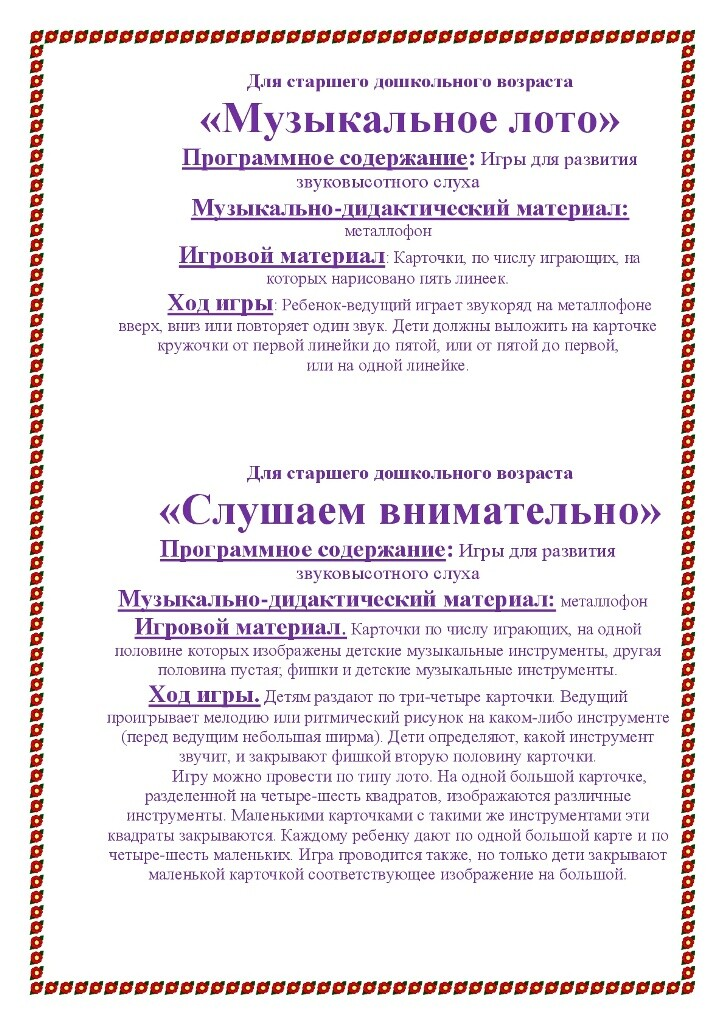 Для старшего дошкольного возраста
«Музыкальное лото»
Программное содержание: Игры для развития
звуковысотного слуха
Музыкально-дидактический материал:
металлофон
Игровой материал: Карточки, по числу играющих, на
которых нарисовано пять линеек.
Ход игры: Ребенок-ведущий играет звукоряд на металлофоне
вверх, вниз или повторяет один звук. Дети должны выложить на карточке
кружочки от первой линейки до пятой, или от пятой до первой,
или на одной линейке.
Для старшего дошкольного возраста
«Слушаем внимательно»
Программное содержание: Игры для развития
звуковысотного слуха
Музыкально-дидактический материал: металлофон
Игровой материал. Карточки по числу играющих, на одной
половине которых изображены детские музыкальные инструменты, другая
половина пустая; фишки и детские музыкальные инструменты.
Ход игры. Детям раздают по три-четыре карточки. Ведущий
проигрывает мелодию или ритмический рисунок на каком-либо инструменте
(перед ведущим небольшая ширма). Дети определяют, какой инструмент
звучит, и закрывают фишкой вторую половину карточки.
Игру можно провести по типу лото. На одной большой карточке,
разделенной на четыре-шесть квадратов, изображаются различные
инструменты. Маленькими карточками с такими же инструментами эти
квадраты закрываются. Каждому ребенку дают по одной большой карте и по
четыре-шесть маленьких. Игра проводится также, но только дети закрывают
маленькой карточкой соответствующее изображение на большой.